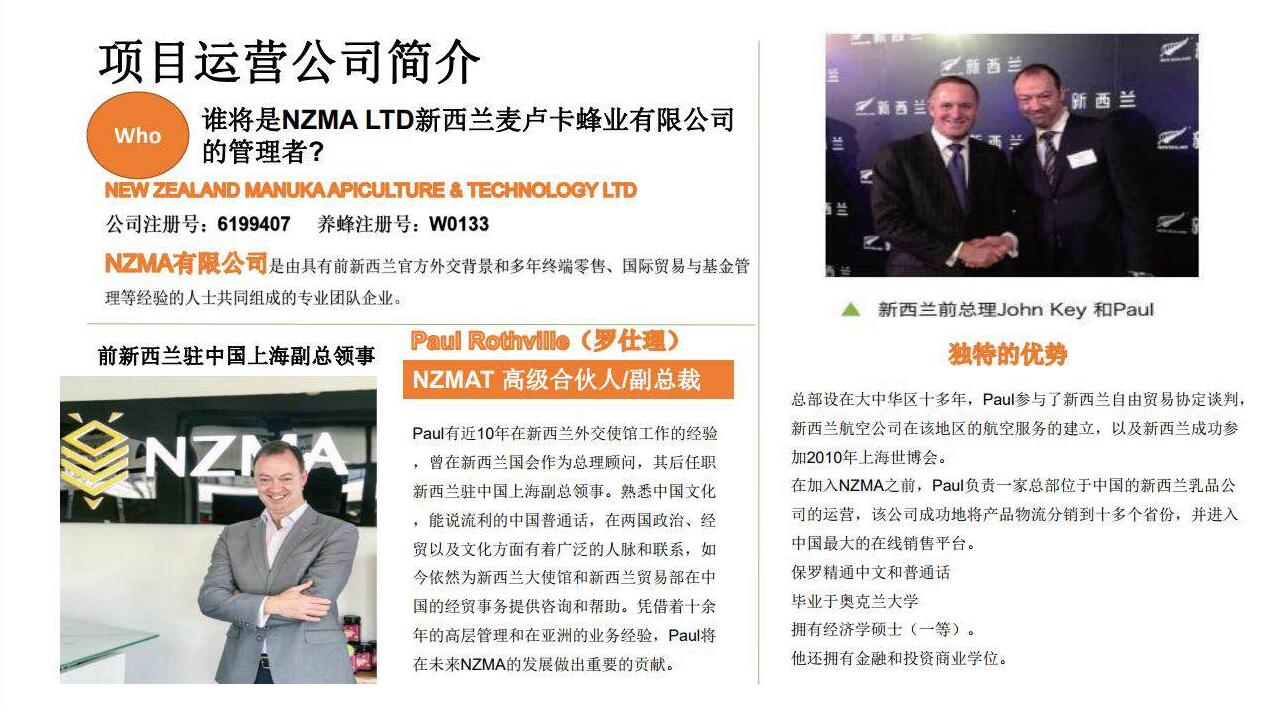 项目运营公司简介
Who
谁将是NZMA LTD新西兰麦卢卡蜂业有限公司
的管理者?
NEW ZEALAND MANUKA APICULTURE & TECHNOLOGY LTD
公司注册号：6199407 养蜂注册号：W0133
NZMA有限公司是由具有前新西兰官方外交背景和多年终端零售、国际贸易与基金管
理等经验的人士共同组成的专业团队企业。
前新西兰驻中国上海副总领事
NZMA
Paul Rothville（罗仕理）
NZMAT 高级合伙人/副总裁
Paul有近10年在新西兰外交使馆工作的经验
，曾在新西兰国会作为总理顾问，其后任职
新西兰驻中国上海副总领事。熟悉中国文化
，能说流利的中国普通话，在两国政治、经
贸以及文化方面有着广泛的人脉和联系，如
今依然为新西兰大使馆和新西兰贸易部在中
国的经贸事务提供咨询和帮助。凭借着十余
年的高层管理和在亚洲的业务经验，Paul将
在未来NZMA的发展做出重要的贡献。
新西兰
新西兰
新西兰
新西兰
▲ 新西兰前总理John Key 和Paul
独特的优势
总部设在大中华区十多年，Paul参与了新西兰自由贸易协定谈判，
新西兰航空公司在该地区的航空服务的建立，以及新西兰成功参
加2010年上海世博会。
在加入NZMA之前，Paul负责一家总部位于中国的新西兰乳品公
司的运营，该公司成功地将产品物流分销到十多个省份，并进入
中国最大的在线销售平台。
保罗精通中文和普通话
毕业于奥克兰大学
拥有经济学硕士（一等）。
他还拥有金融和投资商业学位。